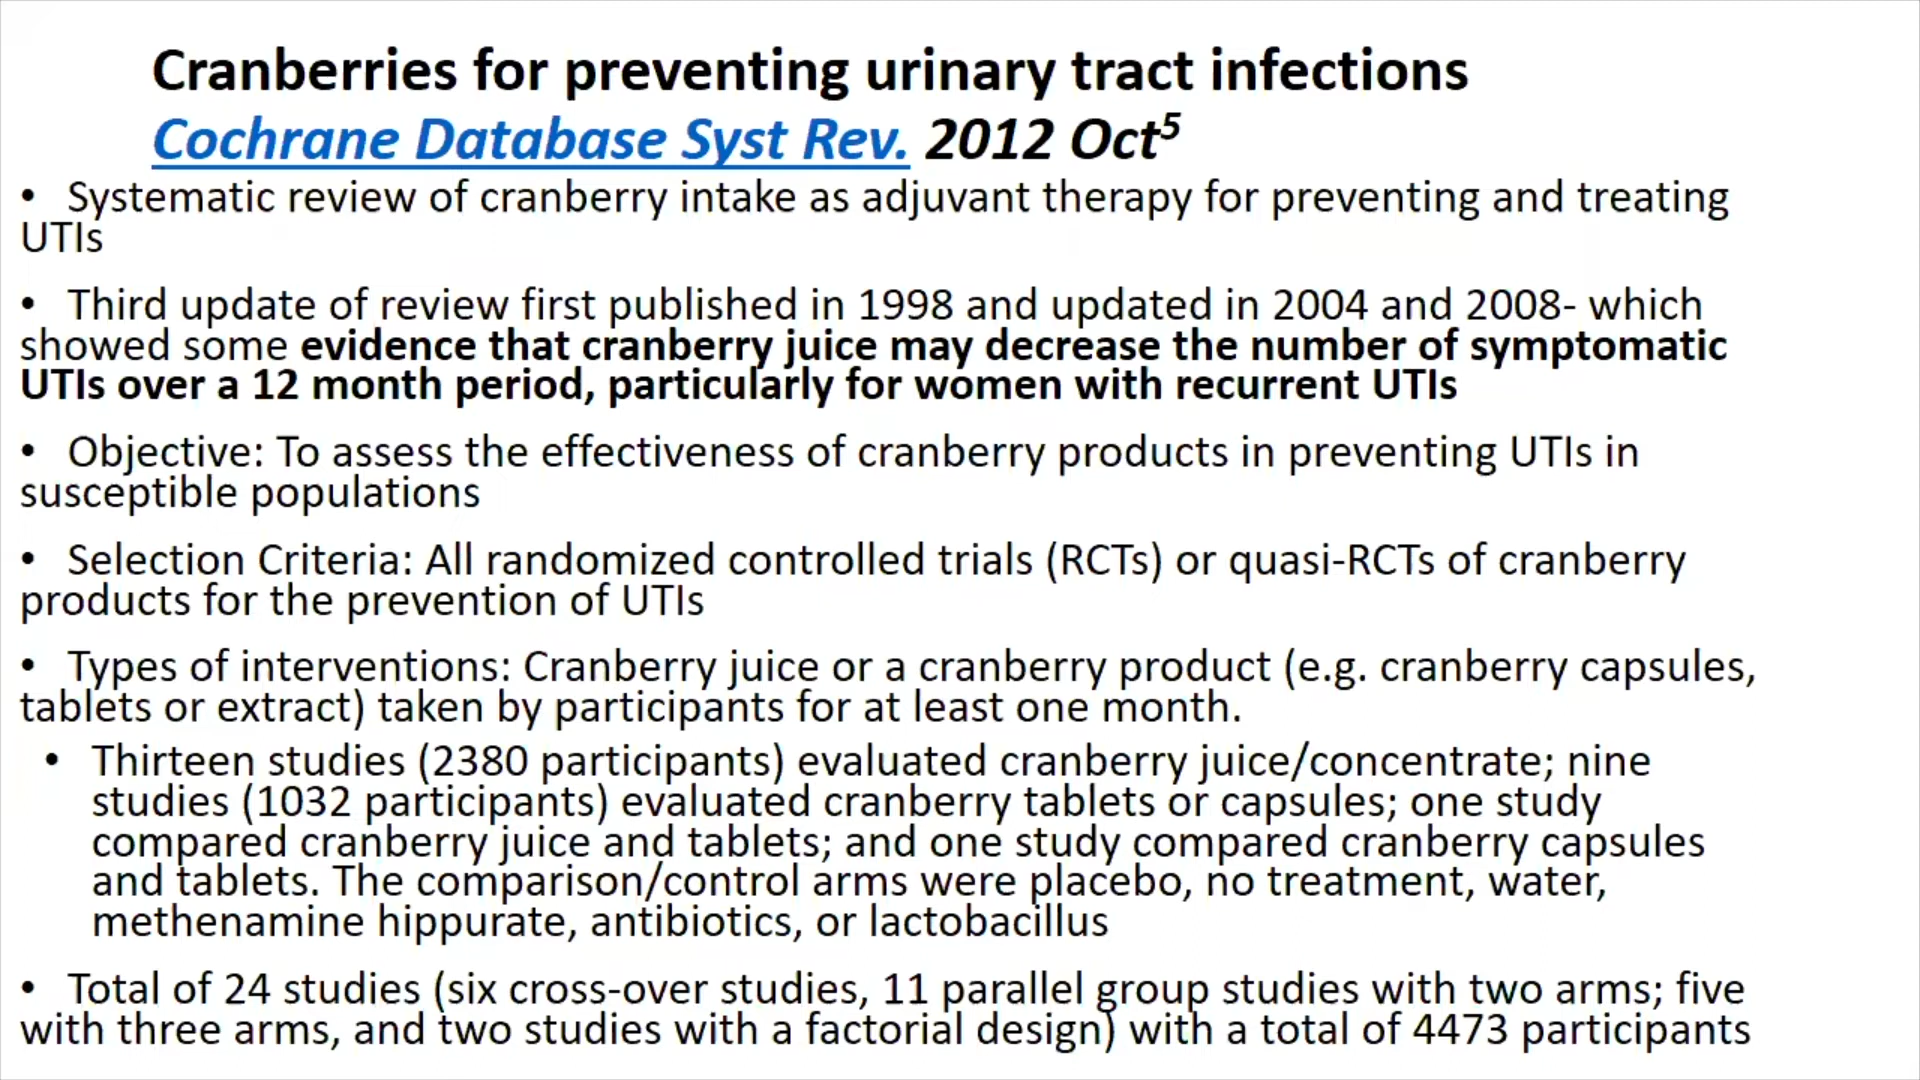 Cranberries for preventing urinary tract infections
Cochrane Database Syst Rev. 2012 Oct5
• Systematic review of cranberry intake as adjuvant therapy for preventing and treating
UTIs
• Third update of review first published in 1998 and updated in 2004 and 2008- which
showed some evidence that cranberry juice may decrease the number of symptomatic
UTIs over a 12 month period, particularly for women with recurrent UTIs
• Objective: To assess the effectiveness of cranberry products in preventing UTIs in
susceptible populations
• Selection Criteria: All randomized controlled trials (RCTs) or quasi-RCTs of cranberry
products for the prevention of UTIs
• Types of interventions: Cranberry juice or a cranberry product (e.g. cranberry capsules,
tablets or extract) taken by participants for at least one month.
• Thirteen studies (2380 participants) evaluated cranberry juice/concentrate; nine
studies (1032 participants) evaluated cranberry tablets or capsules; one study
compared cranberry juice and tablets; and one study compared cranberry capsules
and tablets. The comparison/control arms were placebo, no treatment, water,
methenamine hippurate, antibiotics, or lactobacillus
• Total of 24 studies (six cross-over studies, 11 parallel group studies with two arms; five
with three arms, and two studies with a factorial design) with a total of 4473 participants